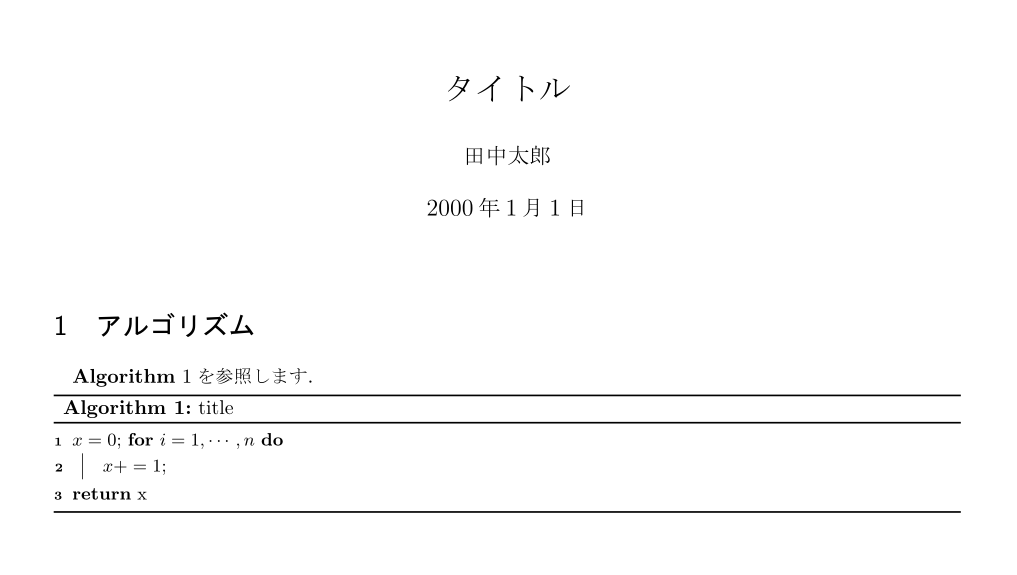 タイトル
田中太郎
2000 年 1 月 1 日
1 アルゴリズム
Algorithm 1 を参照します.
Algorithm 1: title
1 x = 0; for i = 1, ⋯ , n do
2 x+ = 1;
3 return x